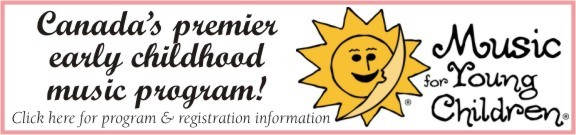 Canada's premier
early childhood
music program!
Click here for program & registration information
®
Music
for Young
Children®